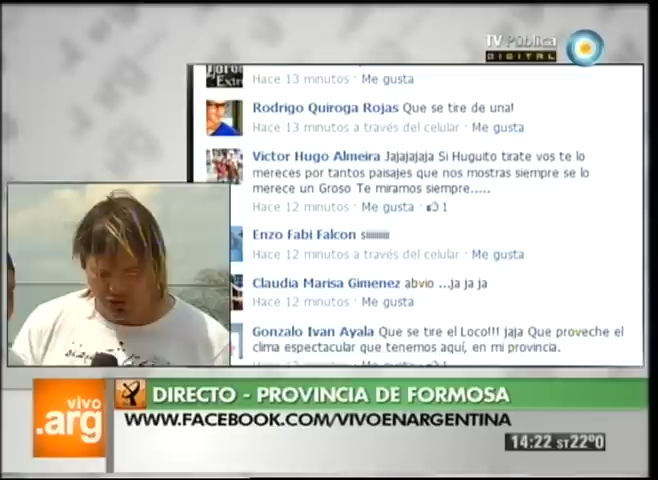 TV Pública
DIGITAL
Extr
Hace 13 minutos · Me gusta
Rodrigo Quiroga Rojas Que se tire de una!
Hace 13 minutos a través del celular · Me gusta
Victor Hugo Almeira Jajajajaja Si Huguito tirate vos te lo
mereces por tantos paisajes que nos mostras siempre se lo
merece un Groso Te miramos siempre.....
Hace 12 minutos · Me gusta · 1
Enzo Fabi Falcon siiiiiiiiii
Hace 12 minutos a través del celular · Me gusta
Claudia Marisa Gimenez abvio ...ja ja ja
Hace 12 minutos · Me gusta
Gonzalo Ivan Ayala Que se tire el Loco!!! jaja Que proveche el
clima espectacular que tenemos aquí, en mi provincia.
vivo
.arg
DIRECTO - PROVINCIA DE FORMOSA
WWW.FACEBOOK.COM/VIVOENARGENTINA
14:22 ST22º0